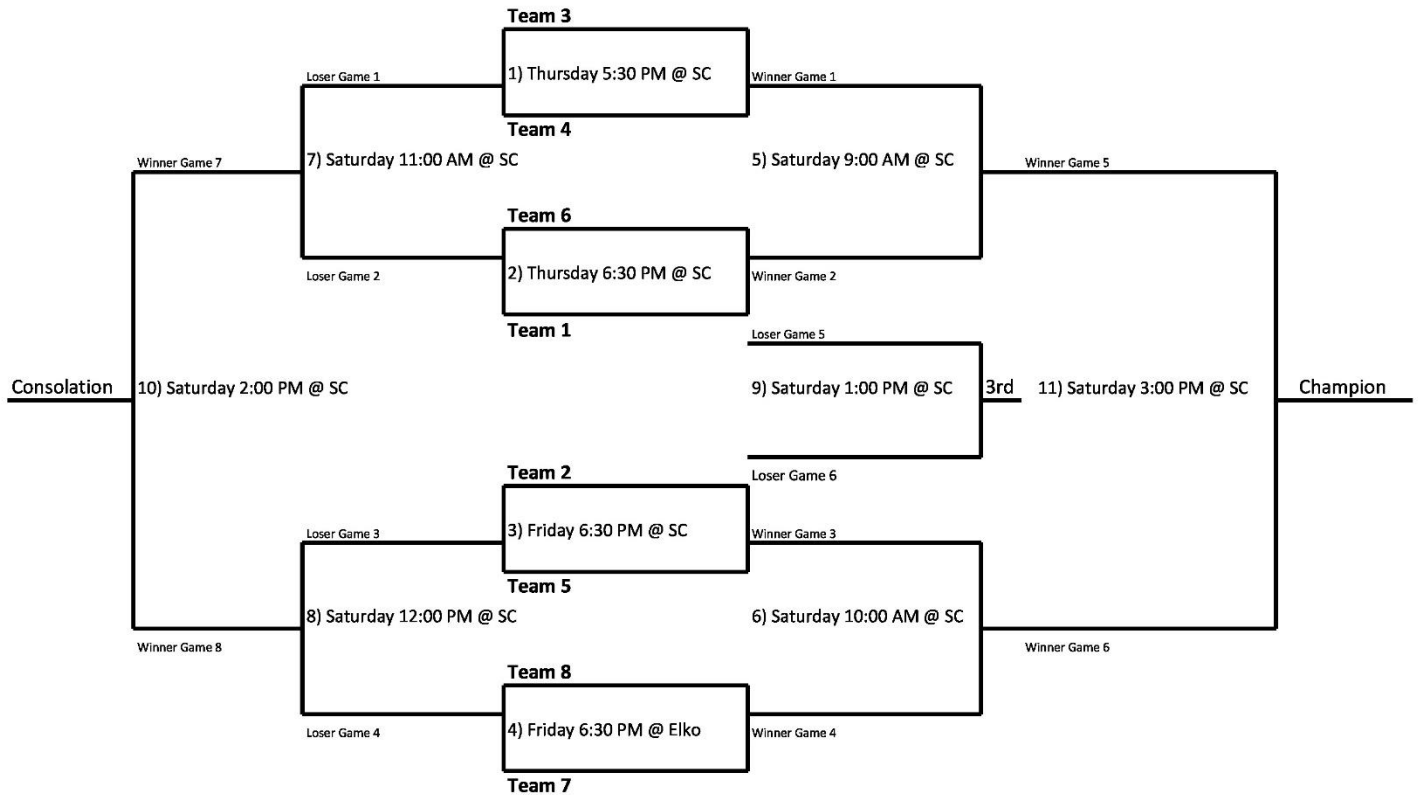 Team 3
Loser Game 1
1) Thursday 5:30 PM @ SC
Winner Game 1
Team 4
Winner Game 7
7) Saturday 11:00 AM @ SC
5) Saturday 9:00 AM @ SC
Winner Game 5
Team 6
Loser Game 2
2) Thursday 6:30 PM @ SC
Winner Game 2
Team 1
Loser Game 5
Consolation
10) Saturday 2:00 PM @ SC
9) Saturday 1:00 PM @ SC
3rd
11) Saturday 3:00 PM @ SC
Champion
Team 2
Loser Game 6
Loser Game 3
3) Friday 6:30 PM @ SC
Winner Game 3
Team 5
8) Saturday 12:00 PM @ SC
6) Saturday 10:00 AM @ SC
Winner Game 8
Winner Game 6
Team 8
Loser Game 4
4) Friday 6:30 PM @ Elko
Winner Game 4
Team 7